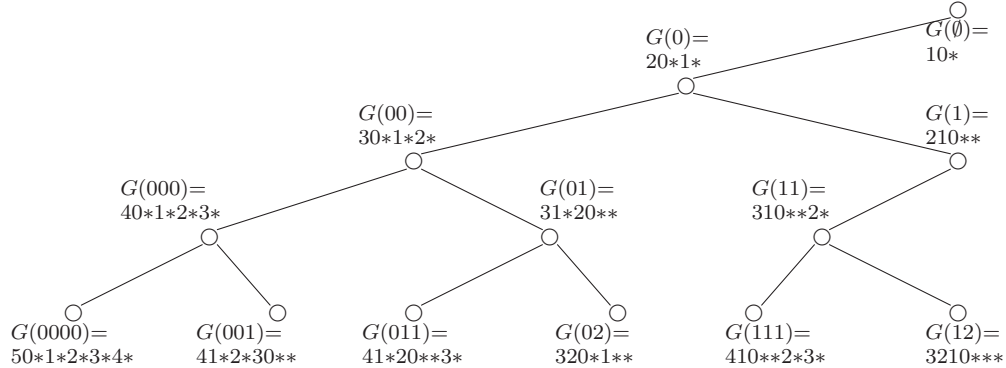 G(∅)=
10*
G(0)=
20*1*
G(00)=
30*1*2*
G(1)=
210**
G(000)=
40*1*2*3*
G(01)=
31*20**
G(11)=
310**2*
G(0000)=
50*1*2*3*4*
G(001)=
41*2*30**
G(011)=
41*20**3*
G(02)=
320*1**
G(111)=
410**2*3*
G(12)=
3210***